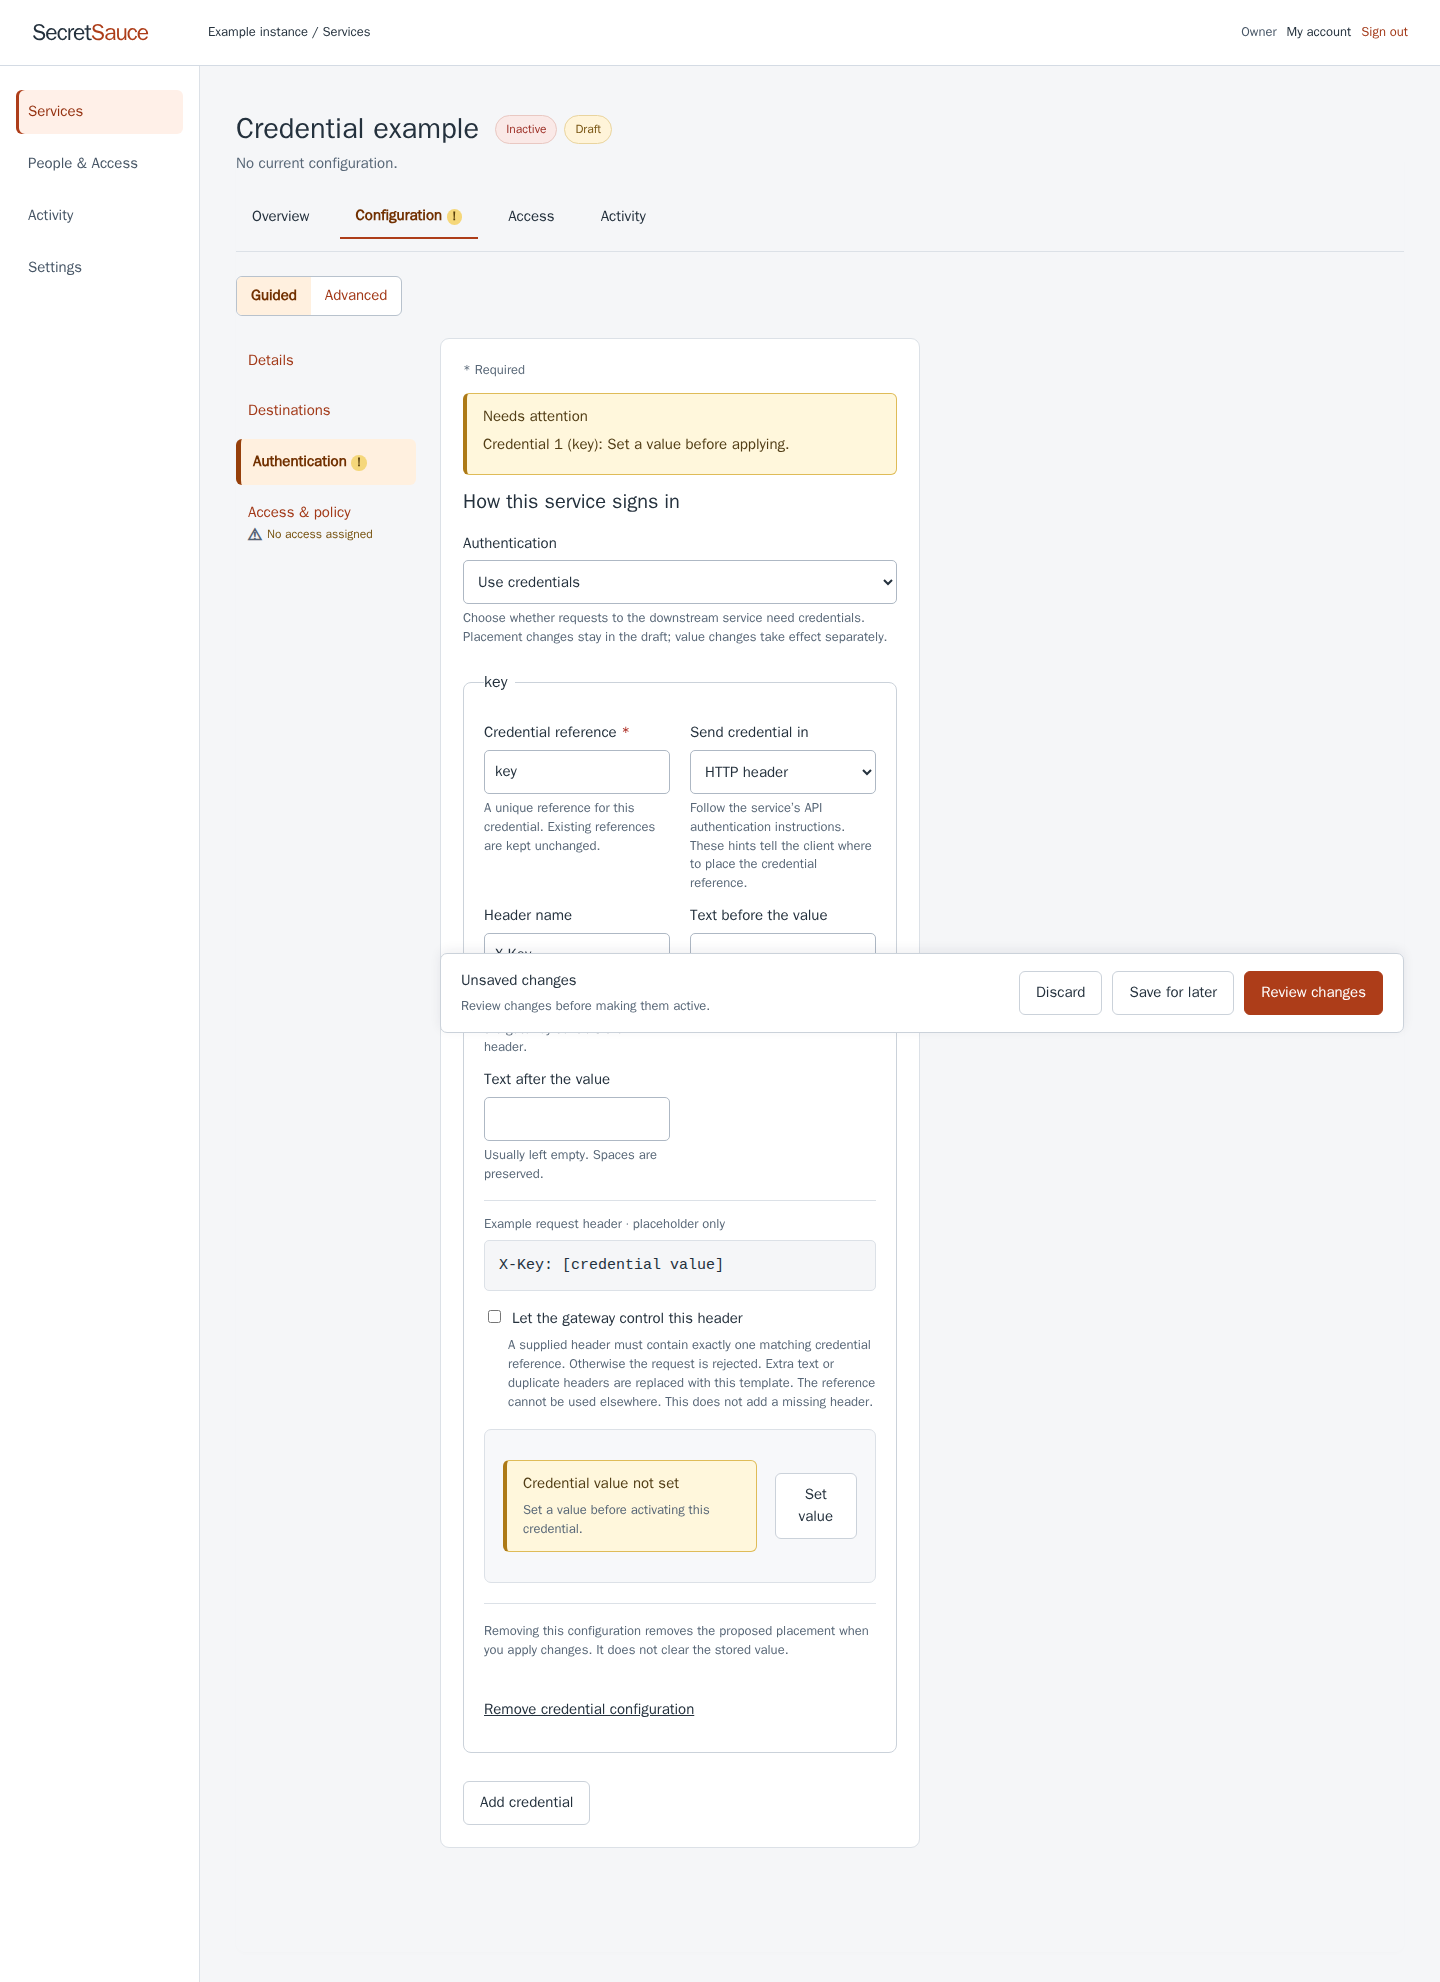 SecretSauce
Example instance / Services
Owner My account Sign out
Services
People & Access
Activity
Settings
Credential example
Inactive
Draft
No current configuration.
Overview
Configuration !
Access
Activity
Guided
Advanced
Details
Destinations
Authentication !
Access & policy
No access assigned
* Required
Needs attention
Credential 1 (key): Set a value before applying.
How this service signs in
Authentication
Use credentials
Choose whether requests to the downstream service need credentials.
Placement changes stay in the draft; value changes take effect separately.
key
Credential reference *
key
A unique reference for this
credential. Existing references
are kept unchanged.
Send credential in
HTTP header
Follow the service's API
authentication instructions.
These hints tell the client where
to place the credential
reference.
Header name
Text before the value
Unsaved changes
Review changes before making them active.
Discard
Save for later
Review changes
header.
Text after the value
Usually left empty. Spaces are
preserved.
Example request header · placeholder only
X-Key: [credential value]
Let the gateway control this header
A supplied header must contain exactly one matching credential
reference. Otherwise the request is rejected. Extra text or
duplicate headers are replaced with this template. The reference
cannot be used elsewhere. This does not add a missing header.
Credential value not set
Set a value before activating this
credential.
Set
value
Removing this configuration removes the proposed placement when
you apply changes. It does not clear the stored value.
Remove credential configuration
Add credential